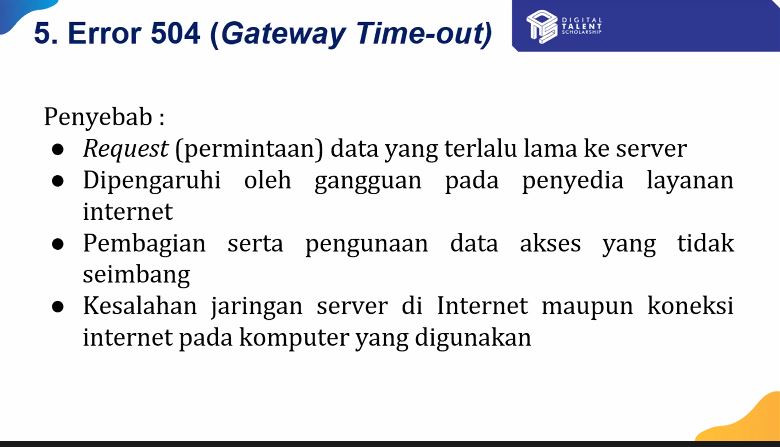 5. Error 504 (Gateway Time-out)
DIGITAL
TALENT
SCHOLARSHIP
Penyebab :
● Request (permintaan) data yang terlalu lama ke server
● Dipengaruhi oleh gangguan pada penyedia layanan
internet
● Pembagian serta pengunaan data akses yang tidak
seimbang
● Kesalahan jaringan server di Internet maupun koneksi
internet pada komputer yang digunakan